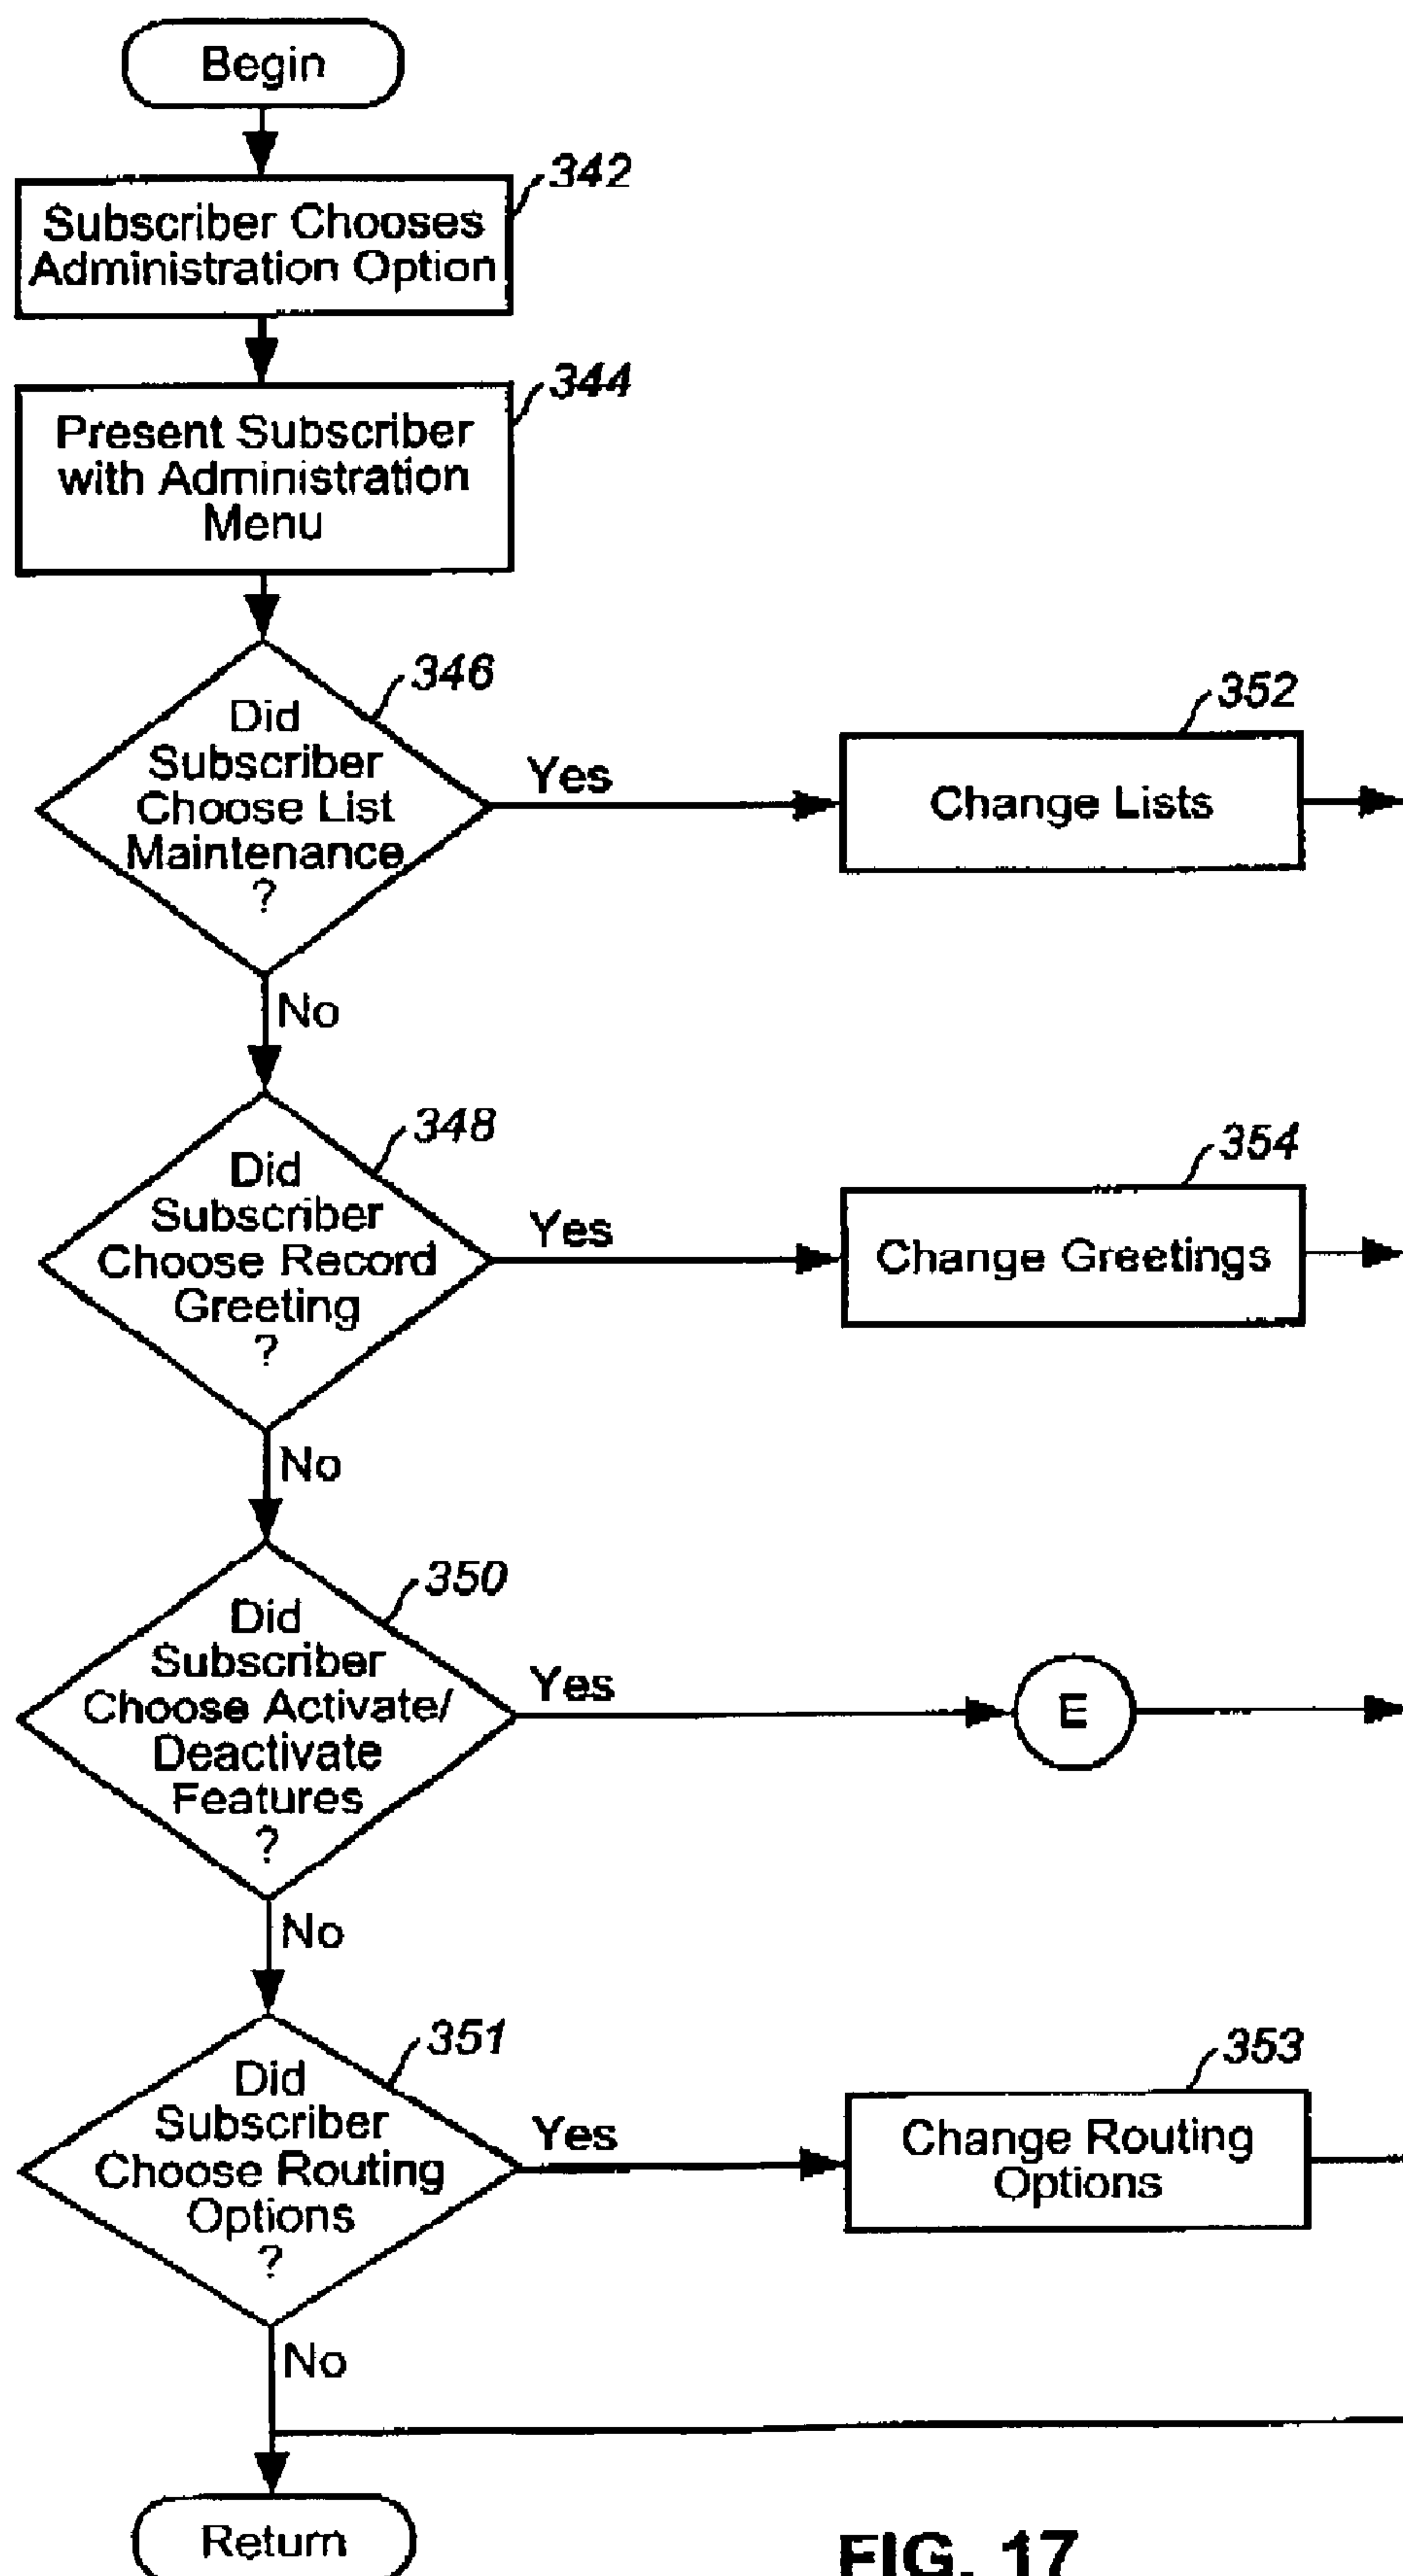 Begin
342
Subscriber Chooses
Administration Option
344
Present Subscriber
with Administration
Menu
346
Did
Subscriber
Choose List
Maintenance
?
Yes
352
Change Lists
No
348
Did
Subscriber
Choose Record
Greeting
?
Yes
354
Change Greetings
No
350
Did
Subscriber
Choose Activate/
Deactivate
Features
?
Yes
E
No
351
Did
Subscriber
Choose Routing
Options
?
Yes
353
Change Routing
Options
No
Return
FIG. 17